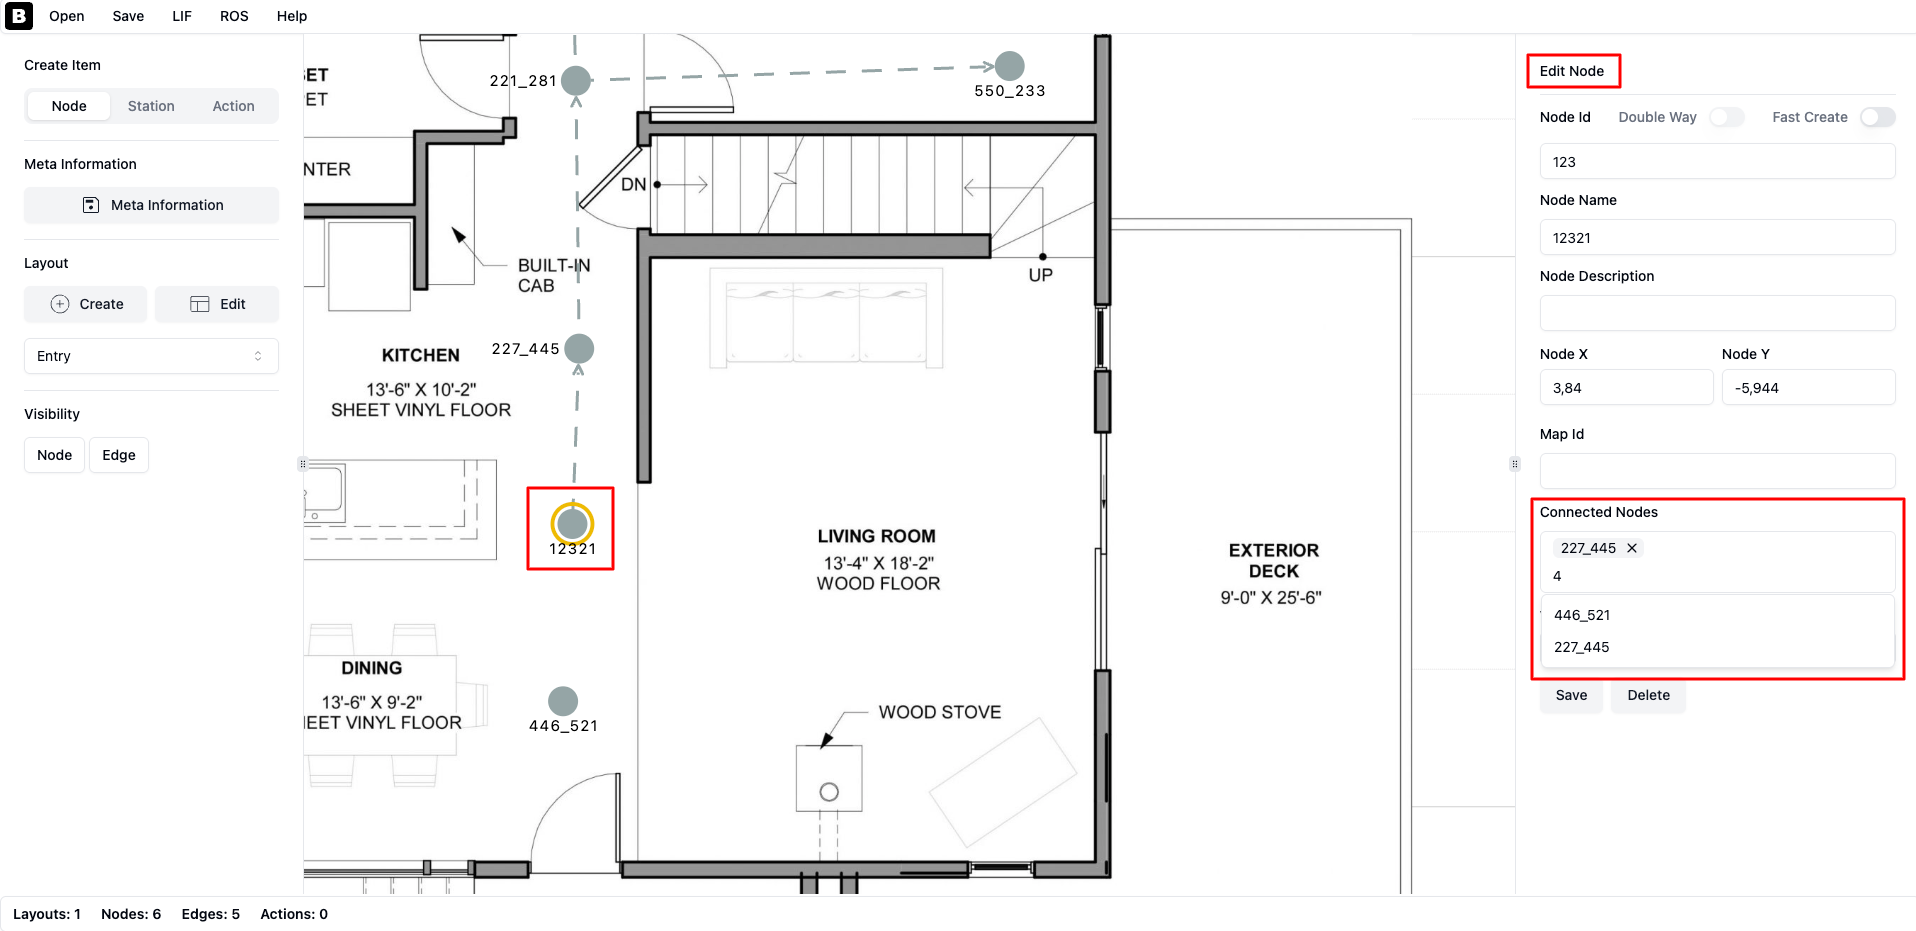 B Open Save LIF ROS Help
Create Item
Node Station Action
Meta Information
Meta Information
Layout
Create Edit
Entry
Visibility
Node Edge
ET
ET
NTER
221_281
550_233
DN
UP
BUILT-IN
CAB
227_445
KITCHEN
13'-6" X 10'-2"
SHEET VINYL FLOOR
12321
LIVING ROOM
13'-4" X 18'-2"
WOOD FLOOR
EXTERIOR
DECK
9'-0" X 25'-6"
DINING
13'-6" X 9'-2"
EET VINYL FLOOR
446_521
WOOD STOVE
Edit Node
Node Id Double Way Fast Create
123
Node Name
12321
Node Description
Node X Node Y
3,84 -5,944
Map Id
Connected Nodes
227_445
4
446_521
227_445
Save Delete
Layouts: 1 Nodes: 6 Edges: 5 Actions: 0